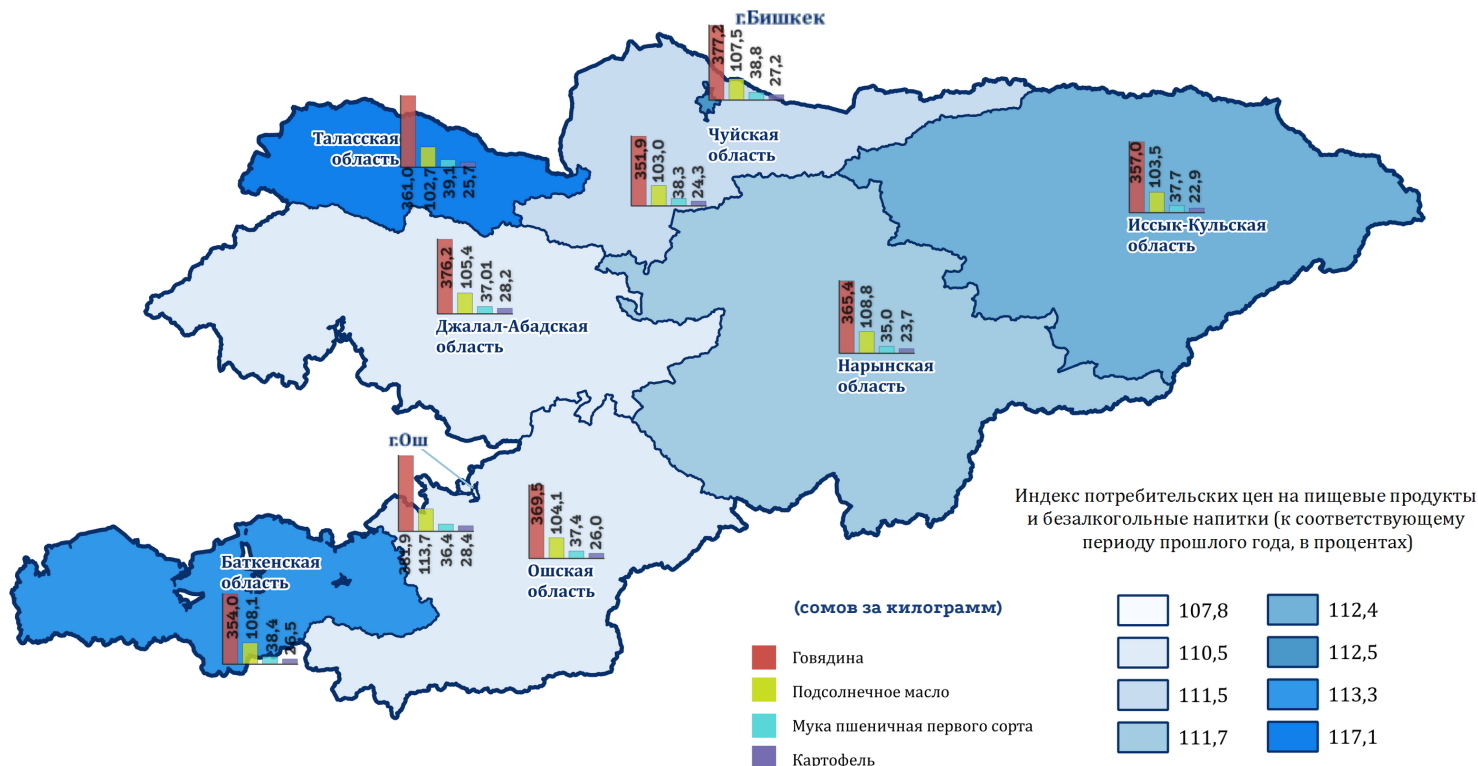 г.Бишкек
377,2
107,5
38,8
27,2
Таласская
область
361,0
102,7
39,1
25,7
Чуйская
область
351,9
103,0
38,3
24,3
357,0
103,5
37,7
22,9
Иссык-Кульская
область
376,2
105,4
37,01
28,2
Джалал-Абадская
область
365,4
108,8
35,0
23,7
Нарынская
область
г.Ош
381,9
113,7
36,4
28,4
369,5
104,1
37,4
26,0
Ошская
область
Баткенская
область
354,0
108,1
38,4
26,5
Индекс потребительских цен на пищевые продукты
и безалкогольные напитки (к соответствующему
периоду прошлого года, в процентах)
(сомов за килограмм)
Говядина
Подсолнечное масло
Мука пшеничная первого сорта
Картофель
107,8
110,5
111,5
111,7
112,4
112,5
113,3
117,1